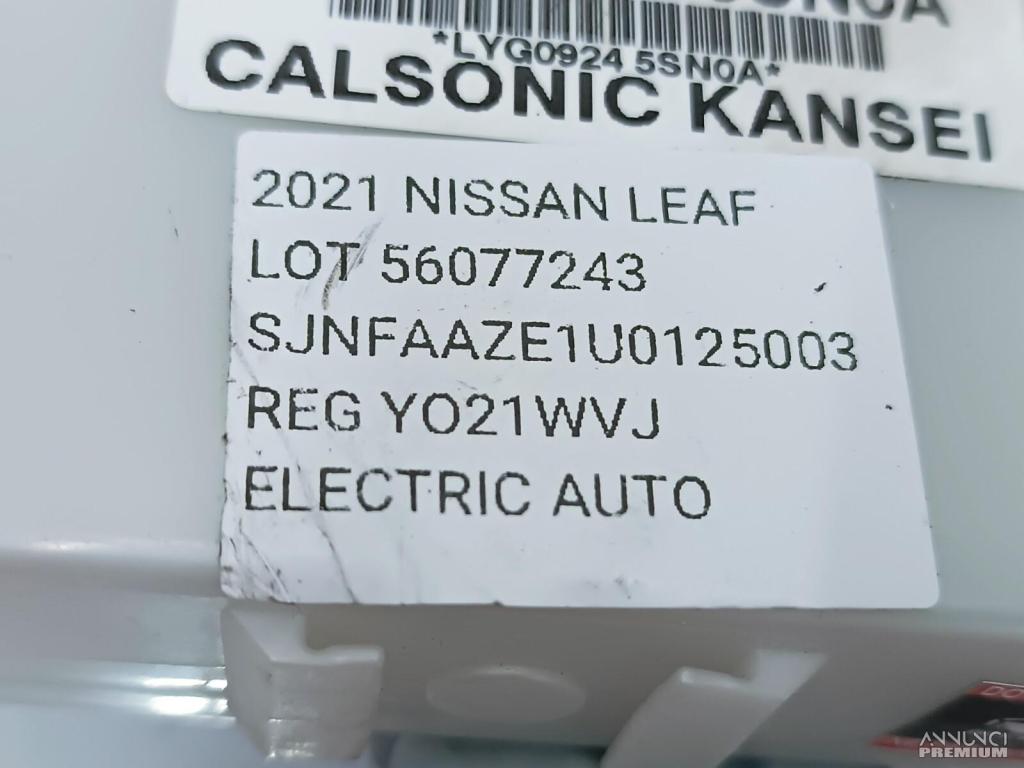 *LYG0924 5SN0A*
CALSONIC KANSEI
2021 NISSAN LEAF
LOT 56077243
SJNFAAZE1U0125003
REG YO21WVJ
ELECTRIC AUTO
ANNUNCI
PREMIUM